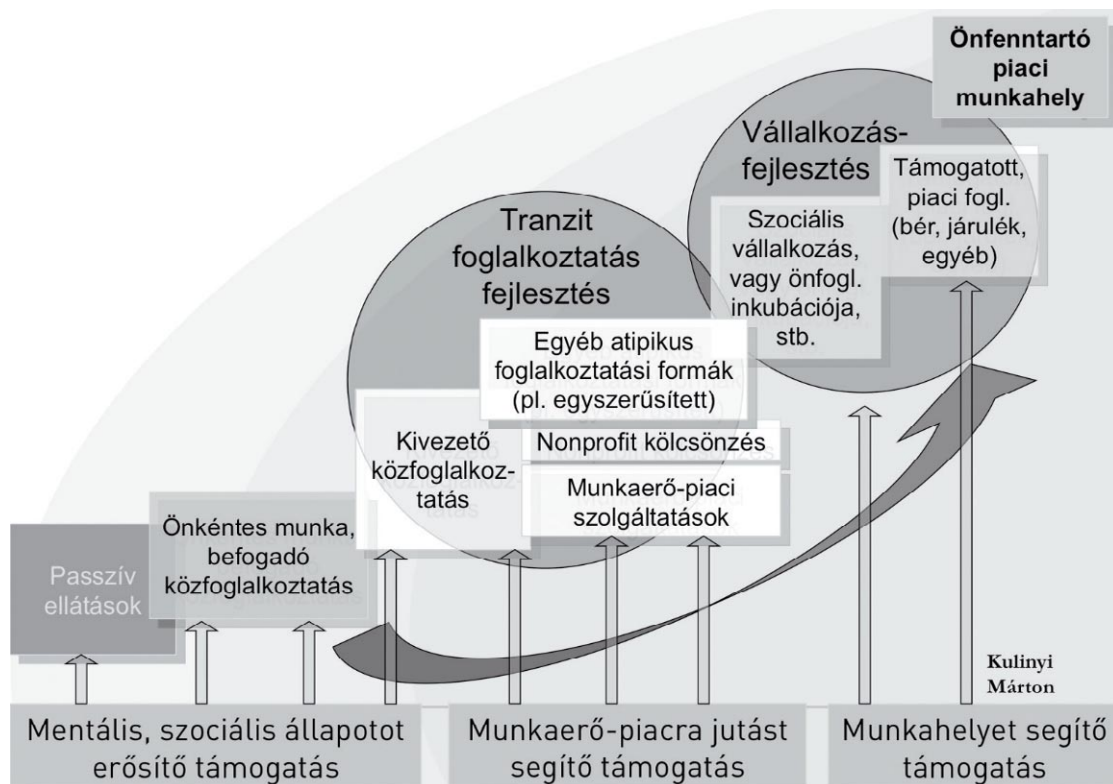 Önfenntartó
piaci
munkahely
Vállalkozás-
fejlesztés
Támogatott,
piaci fogl.
(bér, járulék,
egyéb)
Szociális
vállalkozás,
vagy önfogl.
inkubációja,
stb.
Tranzit
foglalkoztatás
fejlesztés
Egyéb atipikus
foglalkoztatási formák
(pl. egyszerűsített)
Kivezető
közfoglalkoz-
tatás
Nonprofit kölcsönzés
Munkaerő-piaci
szolgáltatások
Önkéntes munka,
befogadó
közfoglalkoztatás
Passzív
ellátások
Kulinyi
Márton
Mentális, szociális állapotot
erősítő támogatás
Munkaerő-piacra jutást
segítő támogatás
Munkahelyet segítő
támogatás